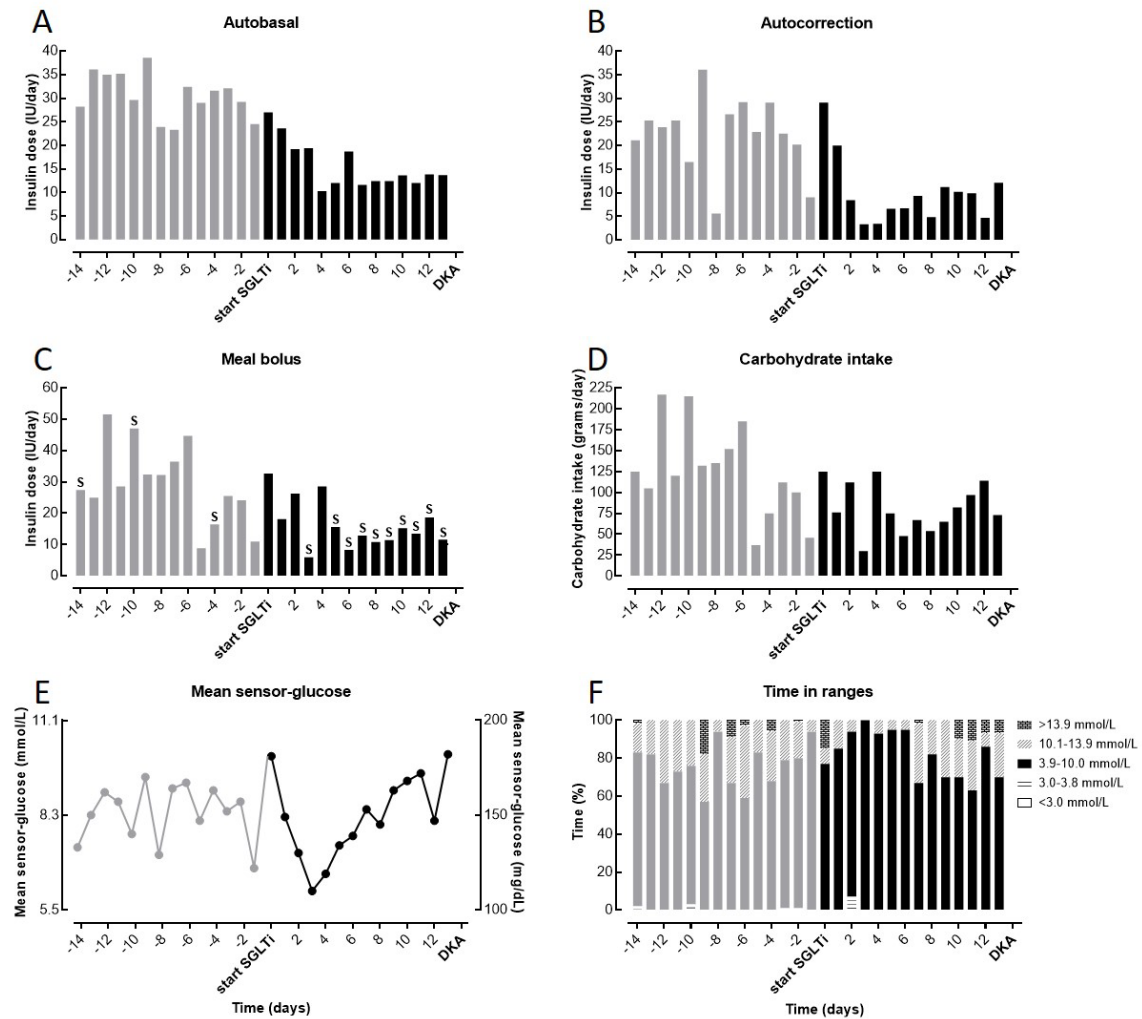 A
Autobasal
Insulin dose (IU/day)
40
35
30
25
20
15
10
5
0
-14
-12
-10
-8
-6
-4
-2
start SGLTi
2
4
6
8
10
12
DKA
B
Autocorrection
Insulin dose (IU/day)
40
35
30
25
20
15
10
5
0
-14
-12
-10
-8
-6
-4
-2
start SGLTi
2
4
6
8
10
12
DKA
C
Meal bolus
Insulin dose (IU/day)
60
50
40
30
20
10
0
S
S
S
S
S
S
S
S
S
S
S
S
S
-14
-12
-10
-8
-6
-4
-2
start SGLTi
2
4
6
8
10
12
DKA
D
Carbohydrate intake
Carbohydrate intake (grams/day)
225
200
175
150
125
100
75
50
25
0
-14
-12
-10
-8
-6
-4
-2
start SGLTi
2
4
6
8
10
12
DKA
E
Mean sensor-glucose
Mean sensor-glucose (mmol/L)
11.1
8.3
5.5
200
150
100
Mean sensor-glucose (mg/dL)
-14
-12
-10
-8
-6
-4
-2
start SGLTi
2
4
6
8
10
12
DKA
Time (days)
F
Time in ranges
Time (%)
100
80
60
40
20
0
-14
-12
-10
-8
-6
-4
-2
start SGLTi
2
4
6
8
10
12
DKA
Time (days)
>13.9 mmol/L
10.1-13.9 mmol/L
3.9-10.0 mmol/L
3.0-3.8 mmol/L
<3.0 mmol/L